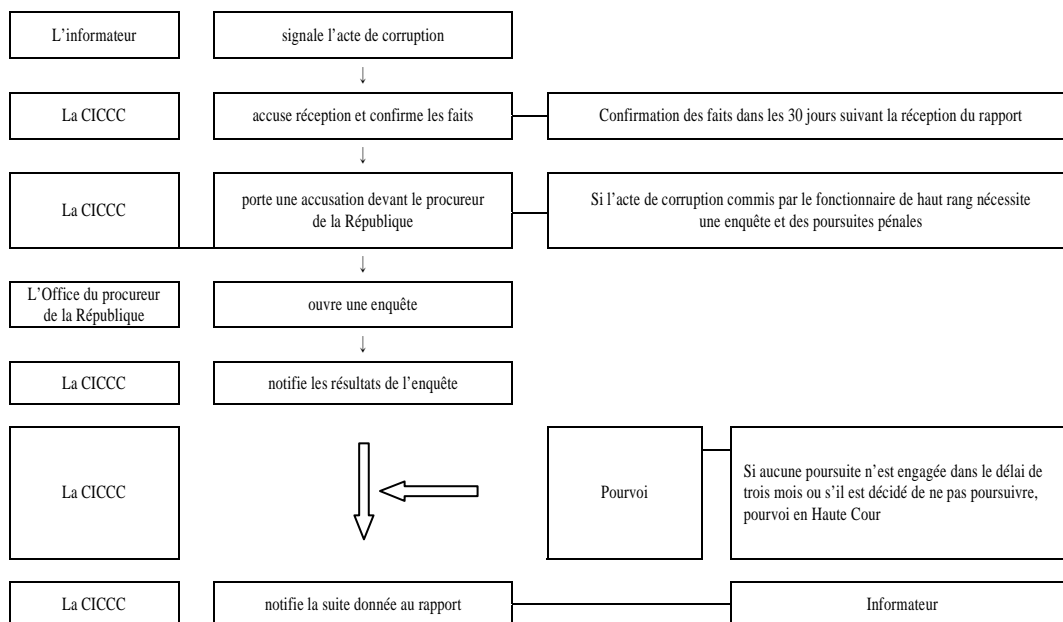 L’informateur
signale l’acte de corruption
↓
La CICCC
accuse réception et confirme les faits
Confirmation des faits dans les 30 jours suivant la réception du rapport
↓
La CICCC
porte une accusation devant le procureur
de la République
Si l’acte de corruption commis par le fonctionnaire de haut rang nécessite
une enquête et des poursuites pénales
↓
L’Office du procureur
de la République
ouvre une enquête
↓
La CICCC
notifie les résultats de l’enquête
La CICCC
Pourvoi
Si aucune poursuite n’est engagée dans le délai de
trois mois ou s’il est décidé de ne pas poursuivre,
pourvoi en Haute Cour
La CICCC
notifie la suite donnée au rapport
Informateur